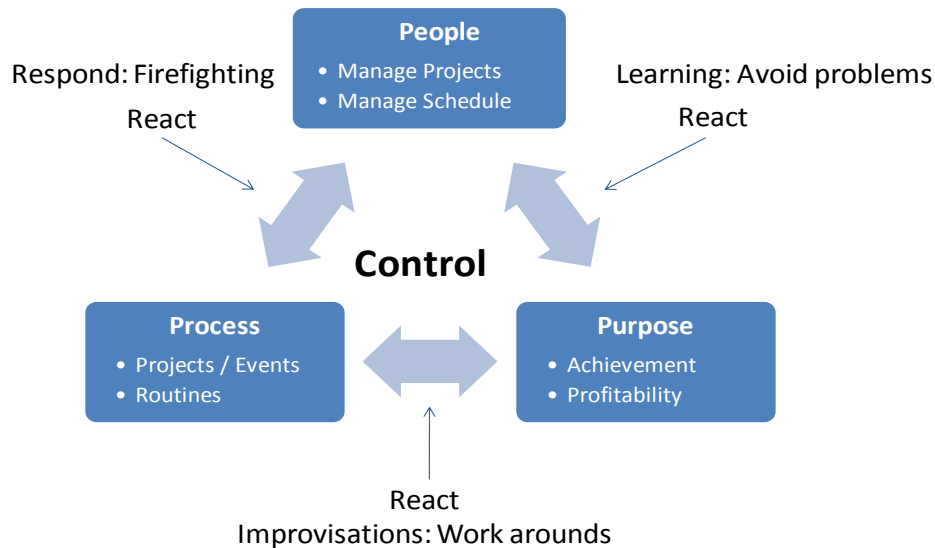 People
• Manage Projects
• Manage Schedule
Respond: Firefighting
React
Learning: Avoid problems
React
Control
Process
• Projects / Events
• Routines
Purpose
• Achievement
• Profitability
React
Improvisations: Work arounds